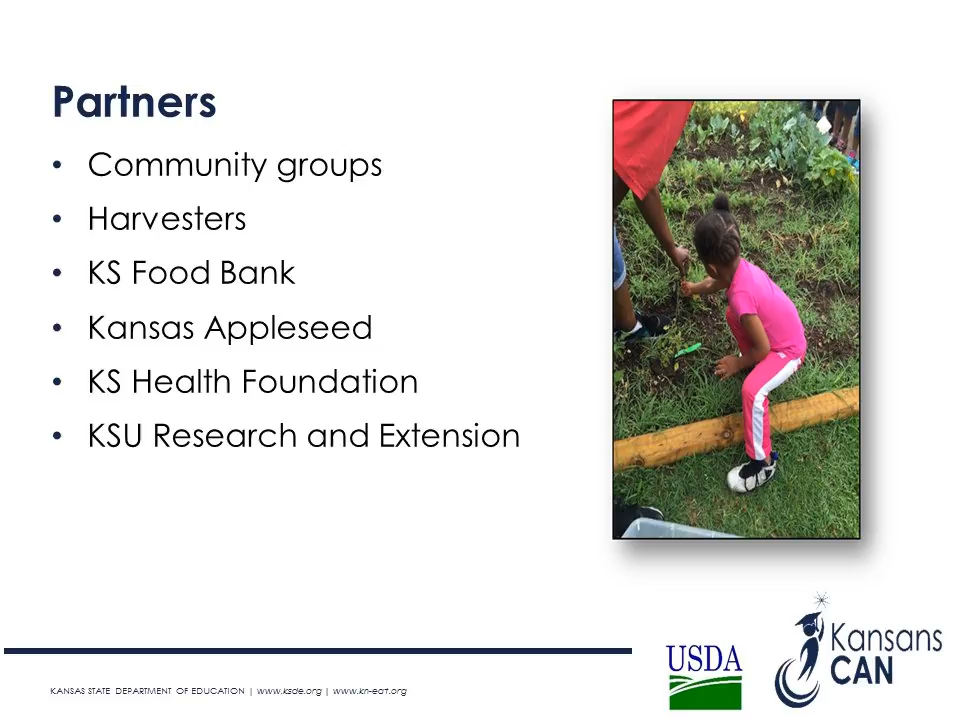 Partners
• Community groups
• Harvesters
• KS Food Bank
• Kansas Appleseed
• KS Health Foundation
• KSU Research and Extension
KANSAS STATE DEPARTMENT OF EDUCATION | www.ksde.org | www.kn-eat.org
USDA
Kansans
CAN